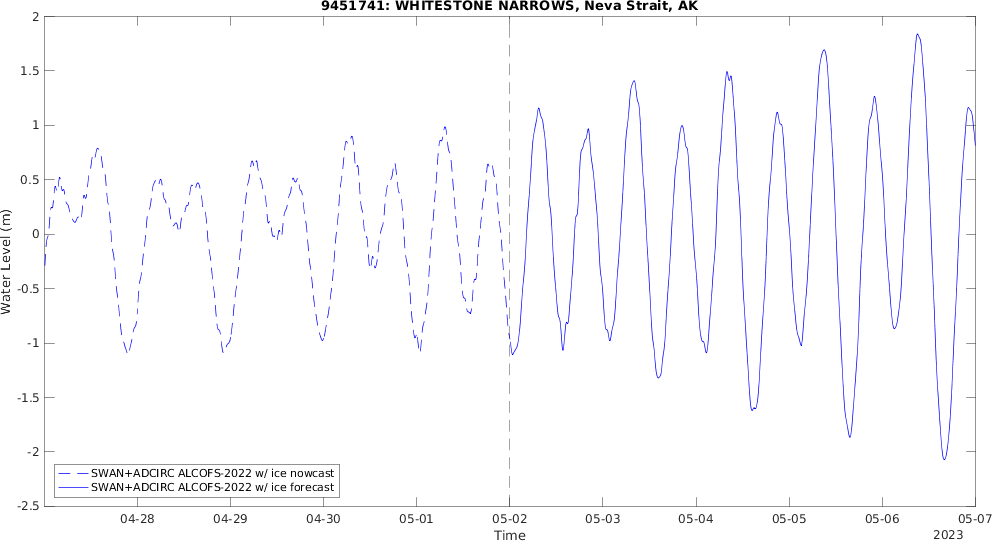 9451741: WHITESTONE NARROWS, Neva Strait, AK
2
1.5
1
0.5
0
-0.5
-1
-1.5
-2
-2.5
Water Level (m)
SWAN+ADCIRC ALCOFS-2022 w/ ice nowcast
SWAN+ADCIRC ALCOFS-2022 w/ ice forecast
04-28 04-29 04-30 05-01 05-02 05-03 05-04 05-05 05-06 05-07
Time
2023